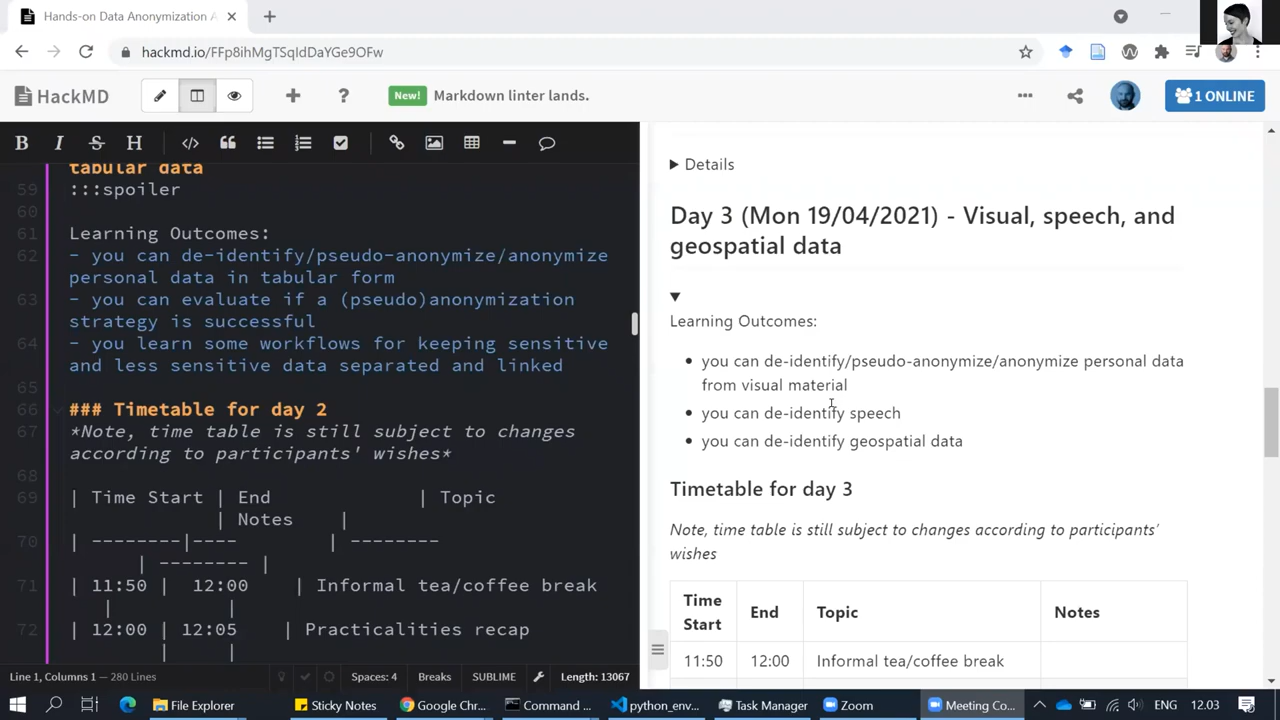 Hands-on Data Anonymization A
hackmd.io/FFp8ihMgTSqIdDaYGe9OFw
HackMD
New! Markdown linter lands.
1 ONLINE
B I S H
tabular data
59 :::spoiler
60
61 Learning Outcomes:
62 - you can de-identify/pseudo-anonymize/anonymize
personal data in tabular form
63 - you can evaluate if a (pseudo)anonymization
strategy is successful
64 - you learn some workflows for keeping sensitive
and less sensitive data separated and linked
65
66 ### Timetable for day 2
67 *Note, time table is still subject to changes
according to participants' wishes*
68
69 | Time Start | End | Topic
| Notes |
70 | --------|---- | --------
| -------- |
71 | 11:50 | 12:00 | Informal tea/coffee break
| |
72 | 12:00 | 12:05 | Practicalities recap
| |
Line 1, Columns 1 — 280 Lines
Spaces: 4 Breaks SUBLIME Length: 13067
Details
Day 3 (Mon 19/04/2021) - Visual, speech, and
geospatial data
Learning Outcomes:
• you can de-identify/pseudo-anonymize/anonymize personal data
from visual material
• you can de-identify speech
• you can de-identify geospatial data
Timetable for day 3
Note, time table is still subject to changes according to participants'
wishes
Time Start End Topic Notes
11:50 12:00 Informal tea/coffee break
File Explorer Sticky Notes Google Chr... Command ... python_env... Task Manager Zoom Meeting Co... ENG 12.03